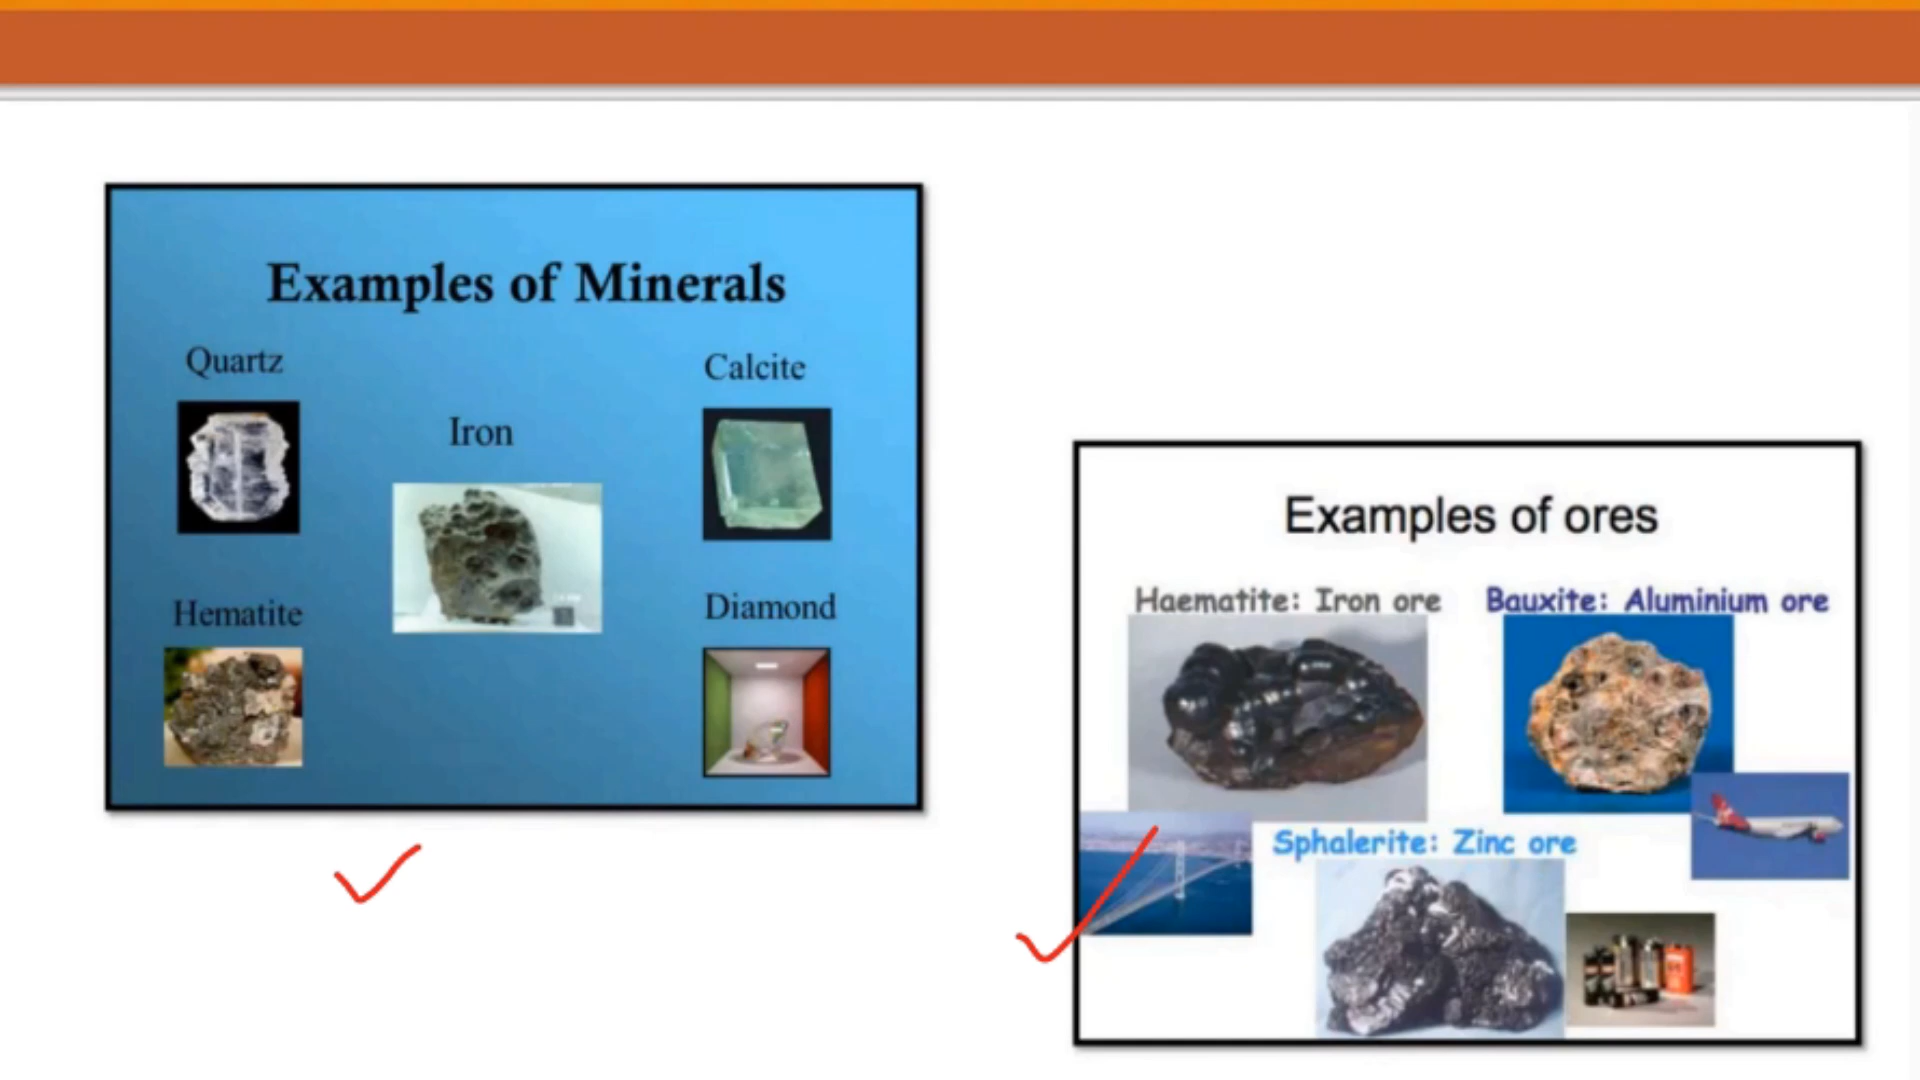 Examples of Minerals
Quartz
Calcite
Iron
Hematite
Diamond
Examples of ores
Haematite: Iron ore
Bauxite: Aluminium ore
Sphalerite: Zinc ore